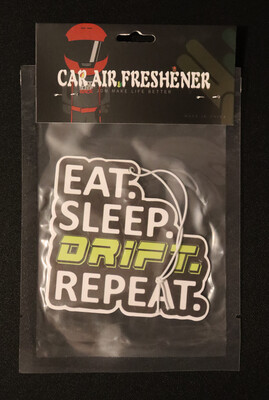 CAR AIR FRESHENER
EAT.
SLEEP.
DRIFT.
REPEAT.